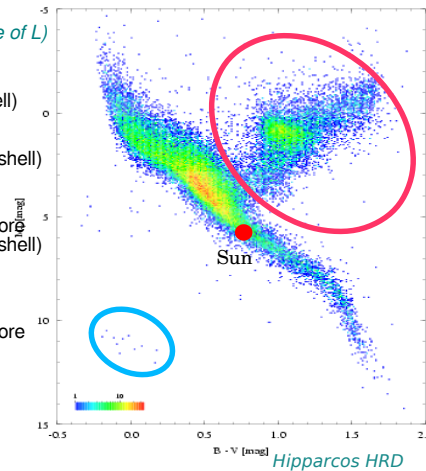 e of L)
ell)
shell)
ore
shell)
ore
-5
0
5
10
15
[mag]
Sun
1 10
-0.5 0.0 0.5 1.0 1.5 2.
B - V [mag]
Hipparcos HRD